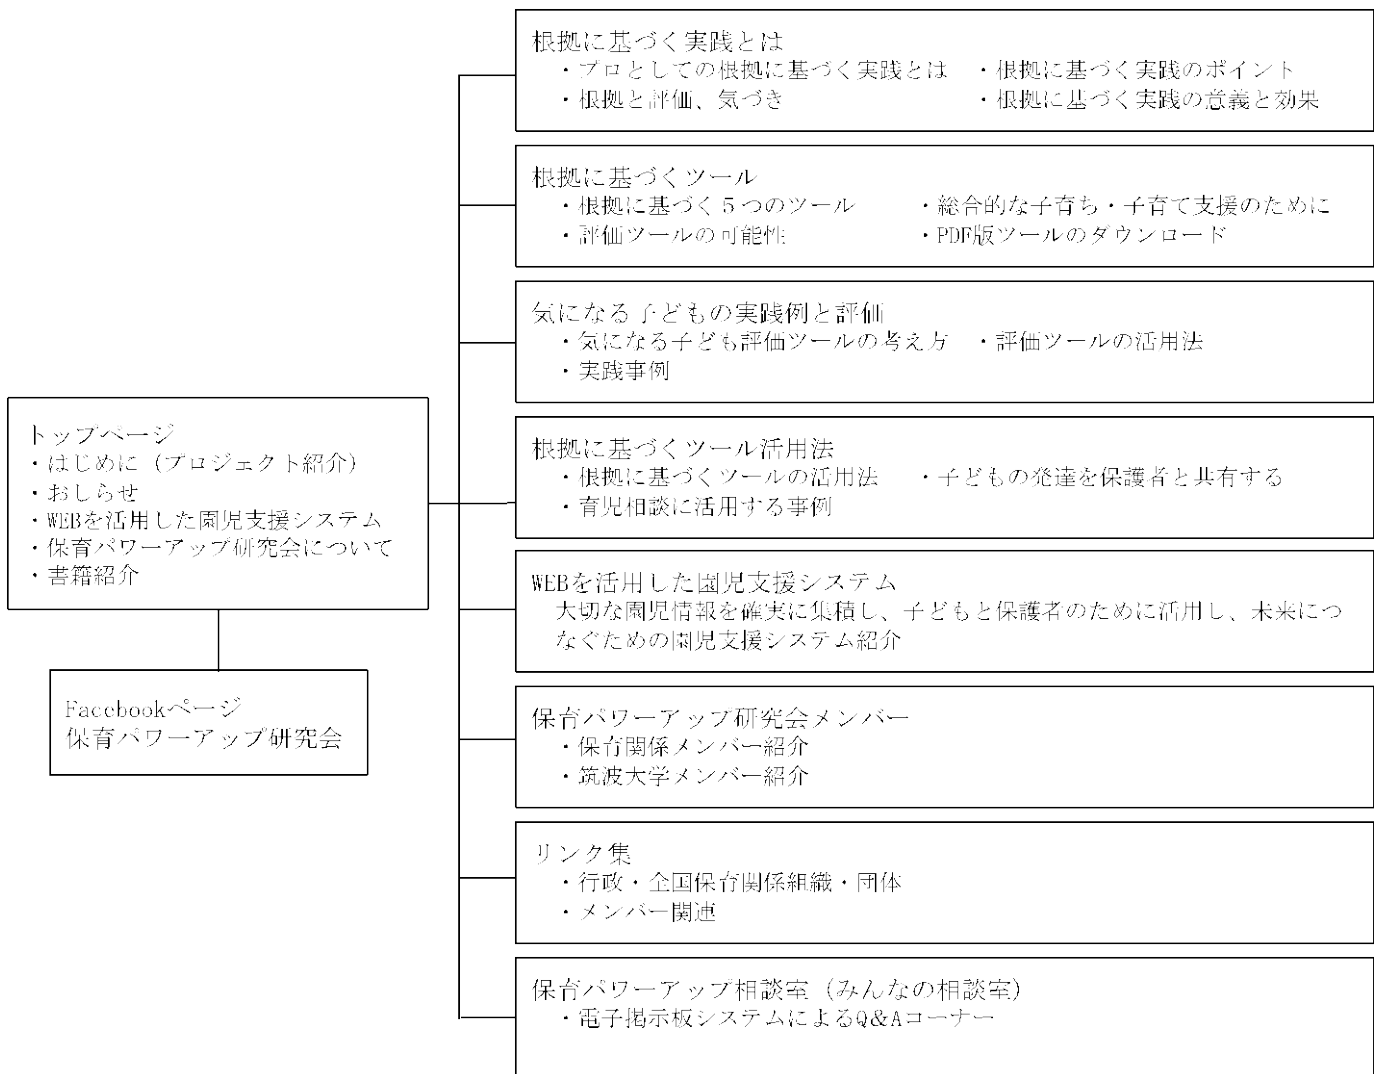 トップページ
・はじめに（プロジェクト紹介）
・おしらせ
・WEBを活用した園児支援システム
・保育パワーアップ研究会について
・書籍紹介
Facebookページ
保育パワーアップ研究会
根拠に基づく実践とは
・プロとしての根拠に基づく実践とは ・根拠に基づく実践のポイント
・根拠と評価、気づき ・根拠に基づく実践の意義と効果
根拠に基づくツール
・根拠に基づく５つのツール ・総合的な子育ち・子育て支援のために
・評価ツールの可能性 ・PDF版ツールのダウンロード
気になる子どもの実践例と評価
・気になる子ども評価ツールの考え方 ・評価ツールの活用法
・実践事例
根拠に基づくツール活用法
・根拠に基づくツールの活用法 ・子どもの発達を保護者と共有する
・育児相談に活用する事例
WEBを活用した園児支援システム
大切な園児情報を確実に集積し、子どもと保護者のために活用し、未来につ
なぐための園児支援システム紹介
保育パワーアップ研究会メンバー
・保育関係メンバー紹介
・筑波大学メンバー紹介
リンク集
・行政・全国保育関係組織・団体
・メンバー関連
保育パワーアップ相談室（みんなの相談室）
・電子掲示板システムによるQ&Aコーナー